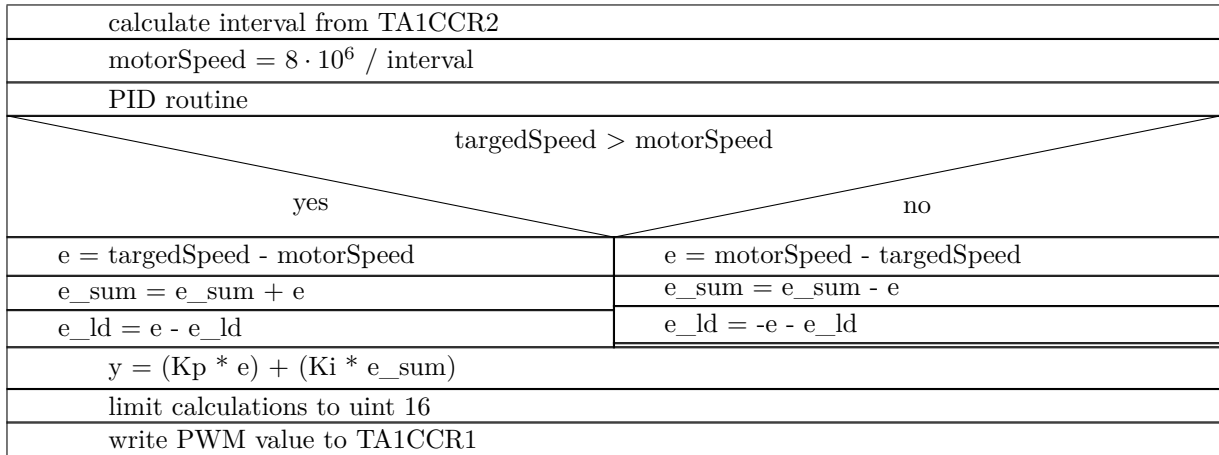 calculate interval from TA1CCR2
motorSpeed = 8 · 10⁶ / interval
PID routine
targedSpeed > motorSpeed
yes
no
e = targedSpeed - motorSpeed
e = motorSpeed - targedSpeed
e_sum = e_sum + e
e_sum = e_sum - e
e_ld = e - e_ld
e_ld = -e - e_ld
y = (Kp * e) + (Ki * e_sum)
limit calculations to uint 16
write PWM value to TA1CCR1